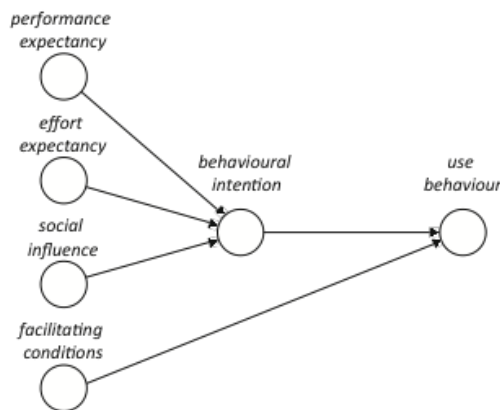 performance
expectancy
effort
expectancy
behavioural
intention
use
behaviour
social
influence
facilitating
conditions